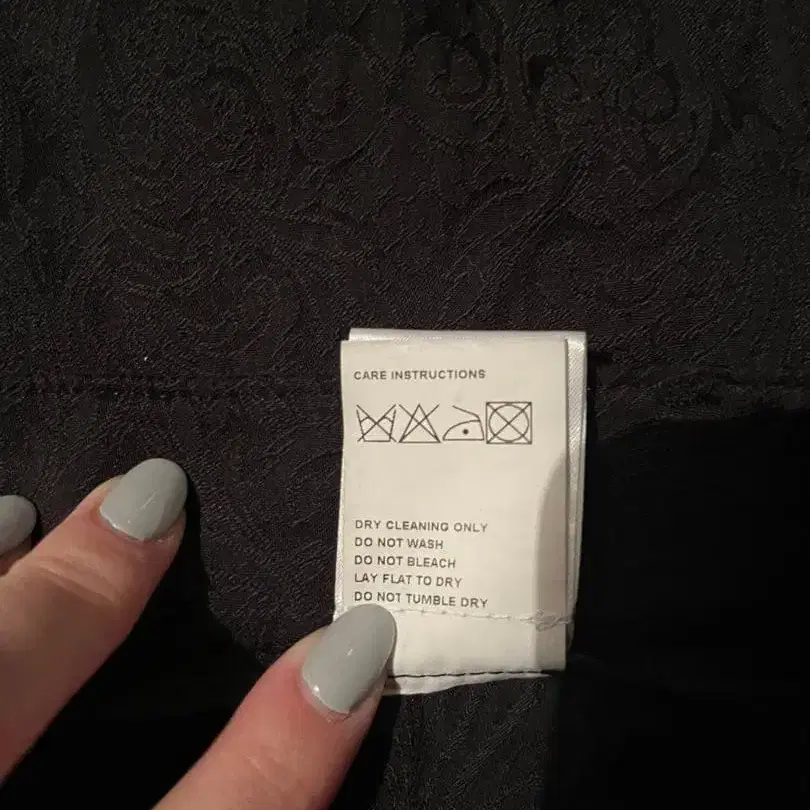 CARE INSTRUCTIONS
DRY CLEANING ONLY
DO NOT WASH
DO NOT BLEACH
LAY FLAT TO DRY
DO NOT TUMBLE DRY